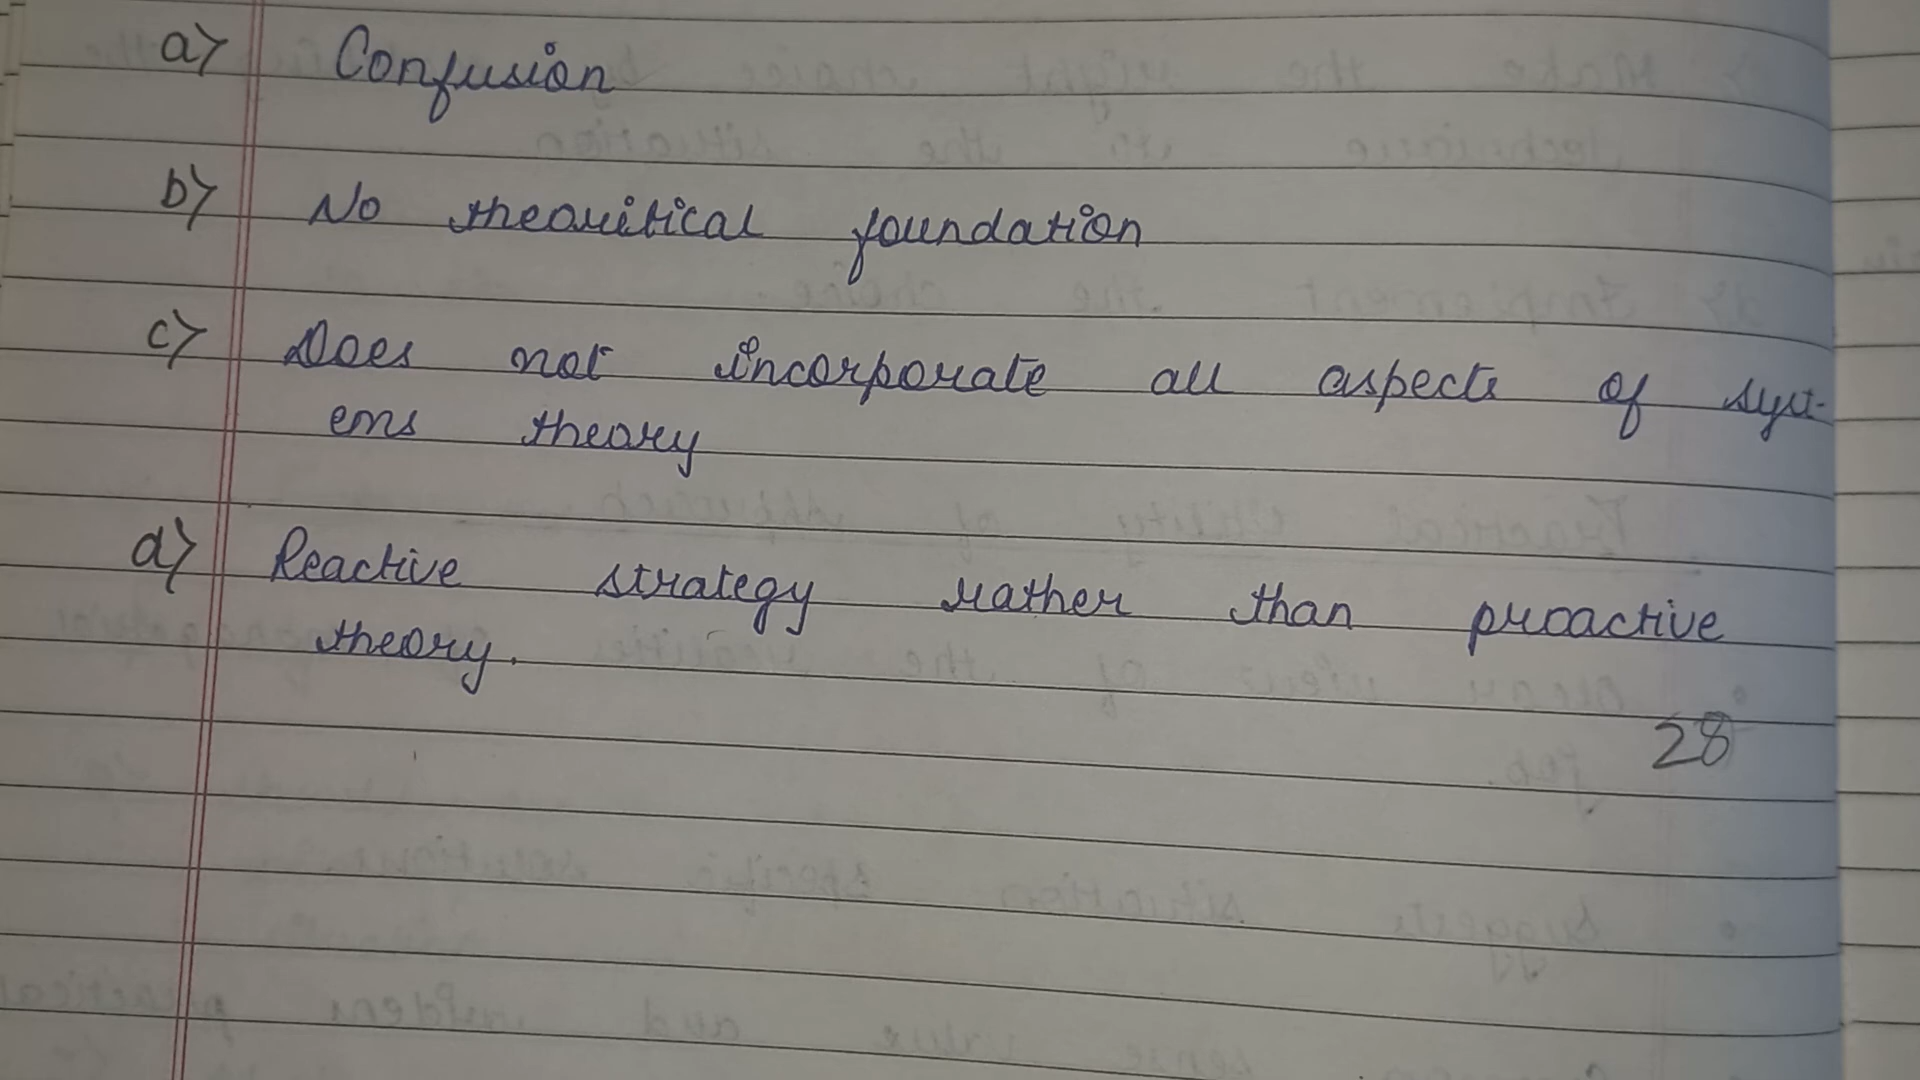 a) Confusion
b) No theoritical foundation
c) Does not incorporate all aspects of syst-
ems theory
d) Reactive strategy rather than proactive
theory.
28